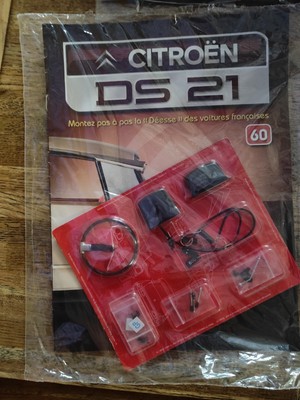 CITROËN
DS 21
Montez pas à pas la « Déesse » des voitures françaises
60